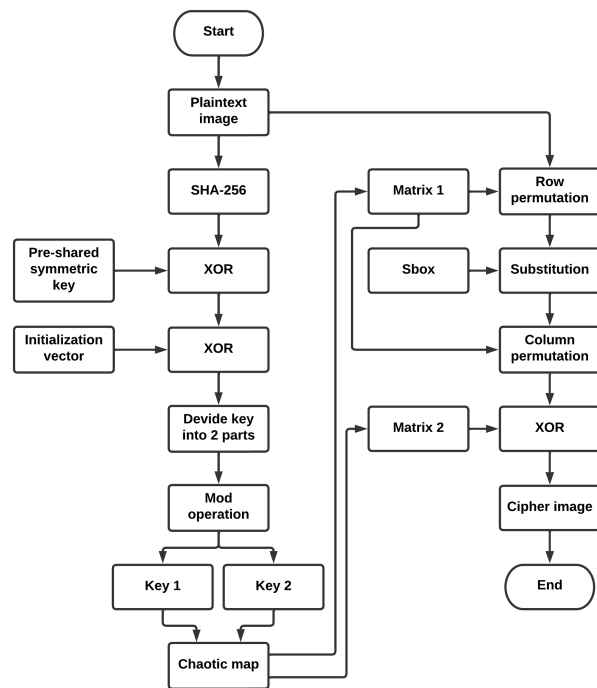 Start
Plaintext
image
SHA-256
Matrix 1
Row
permutation
Pre-shared
symmetric
key
XOR
Sbox
Substitution
Initialization
vector
XOR
Column
permutation
Devide key
into 2 parts
Matrix 2
XOR
Mod
operation
Cipher image
Key 1
Key 2
End
Chaotic map